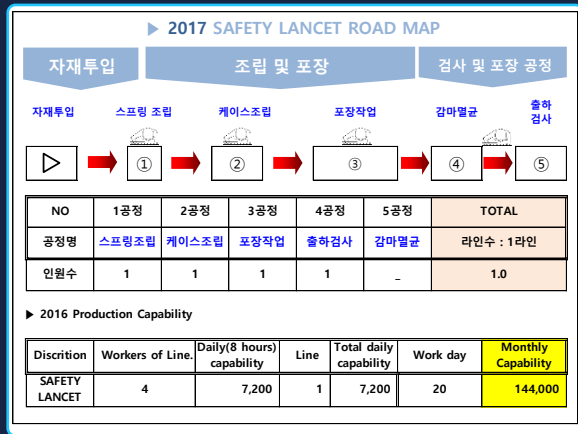 ▶ 2017 SAFETY LANCET ROAD MAP
자재투입 조립 및 포장 검사 및 포장 공정
자재투입 스프링 조립 케이스조립 포장작업 감마멸균 출하
검사
① ② ③ ④ ⑤
NO 1공정 2공정 3공정 4공정 5공정 TOTAL
공정명 스프링조립 케이스조립 포장작업 출하검사 감마멸균 라인수 : 1라인
인원수 1 1 1 1 _ 1.0
▶ 2016 Production Capability
Discrition Workers of Line. Daily(8 hours) capability Line Total daily capability Work day Monthly Capability
SAFETY LANCET 4 7,200 1 7,200 20 144,000